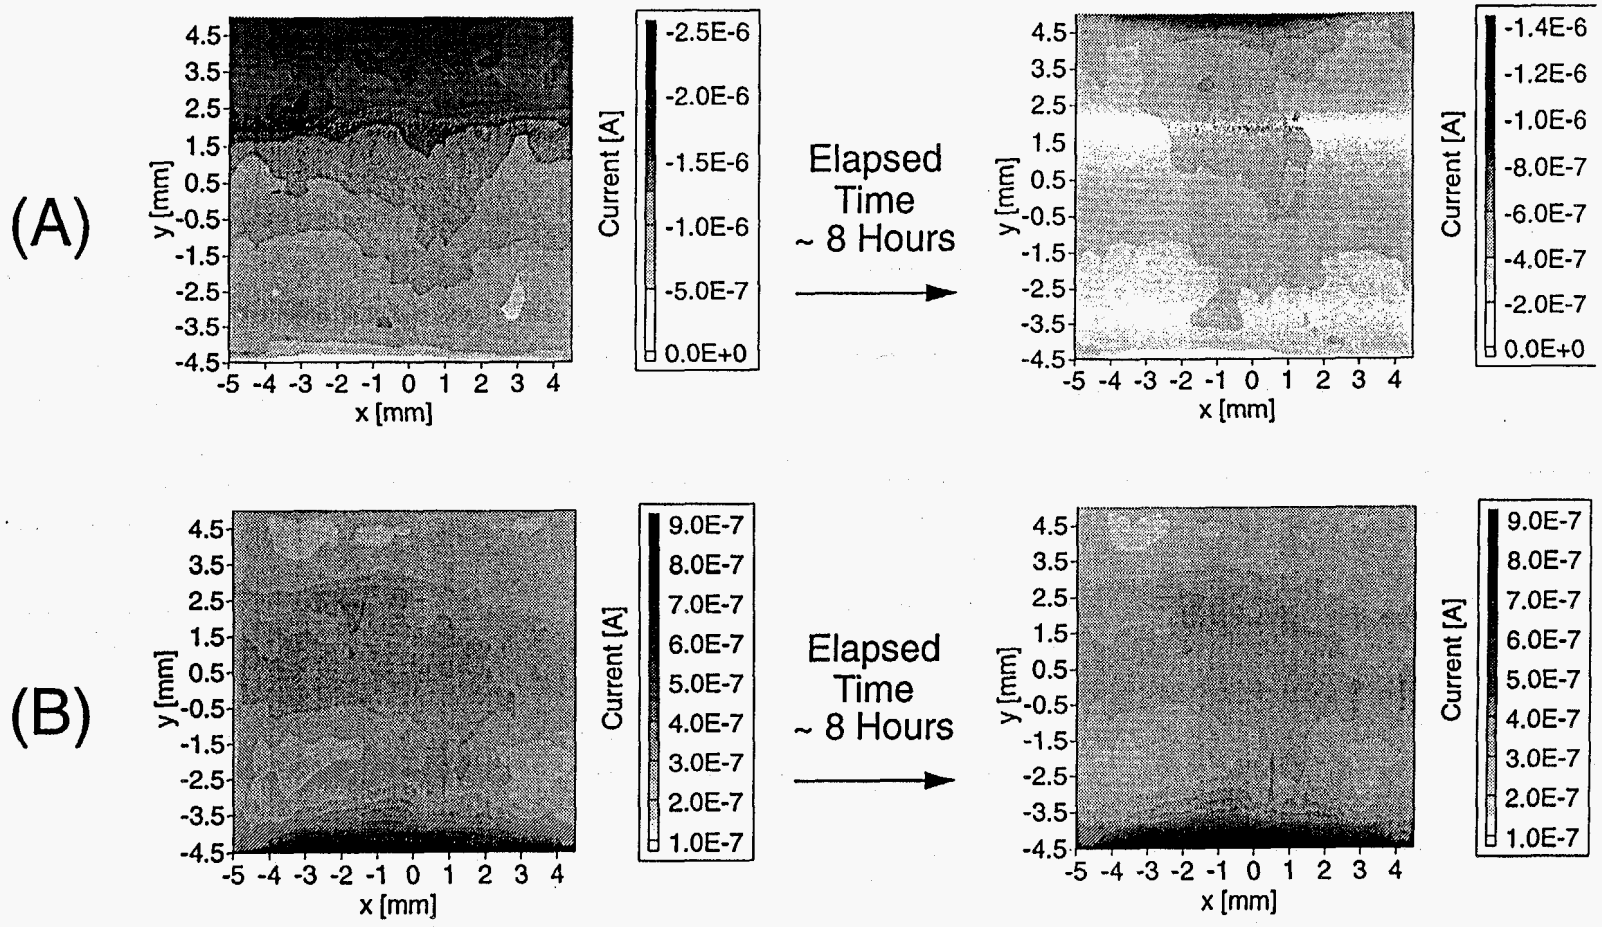 (A)
4.5
3.5
2.5
1.5
0.5
-0.5
-1.5
-2.5
-3.5
-4.5
y [mm]
-5 -4 -3 -2 -1 0 1 2 3 4
x [mm]
Current [A]
-2.5E-6
-2.0E-6
-1.5E-6
-1.0E-6
-5.0E-7
0.0E+0
Elapsed
Time
~ 8 Hours
4.5
3.5
2.5
1.5
0.5
-0.5
-1.5
-2.5
-3.5
-4.5
y [mm]
-5 -4 -3 -2 -1 0 1 2 3 4
x [mm]
Current [A]
-1.4E-6
-1.2E-6
-1.0E-6
-8.0E-7
-6.0E-7
-4.0E-7
-2.0E-7
0.0E+0
(B)
4.5
3.5
2.5
1.5
0.5
-0.5
-1.5
-2.5
-3.5
-4.5
y [mm]
-5 -4 -3 -2 -1 0 1 2 3 4
x [mm]
Current [A]
9.0E-7
8.0E-7
7.0E-7
6.0E-7
5.0E-7
4.0E-7
3.0E-7
2.0E-7
1.0E-7
Elapsed
Time
~ 8 Hours
4.5
3.5
2.5
1.5
0.5
-0.5
-1.5
-2.5
-3.5
-4.5
y [mm]
-5 -4 -3 -2 -1 0 1 2 3 4
x [mm]
Current [A]
9.0E-7
8.0E-7
7.0E-7
6.0E-7
5.0E-7
4.0E-7
3.0E-7
2.0E-7
1.0E-7